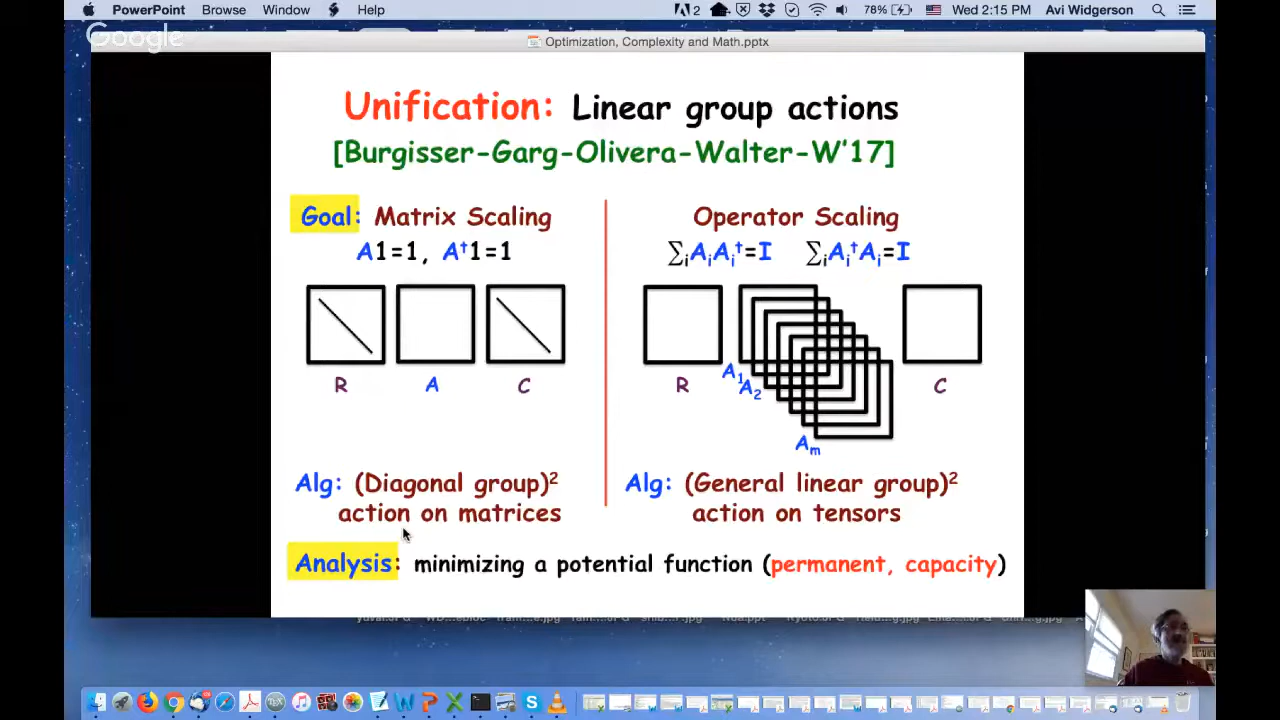 PowerPoint Browse Window Help 2 78% Wed 2:15 PM Avi Widgerson
Google
Optimization, Complexity and Math.pptx
Unification: Linear group actions
[Burgisser-Garg-Olivera-Walter-W'17]
Goal: Matrix Scaling
A1=1, A†1=1
R A C
Alg: (Diagonal group)²
action on matrices
Operator Scaling
∑ᵢAᵢAᵢ†=I ∑ᵢAᵢ†Aᵢ=I
R A₁ A₂ Aₘ C
Alg: (General linear group)²
action on tensors
Analysis: minimizing a potential function (permanent, capacity)